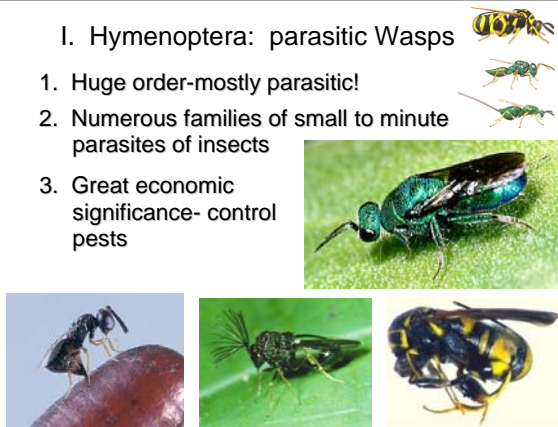 I. Hymenoptera: parasitic Wasps
1. Huge order-mostly parasitic!
2. Numerous families of small to minute
parasites of insects
3. Great economic
significance- control
pests